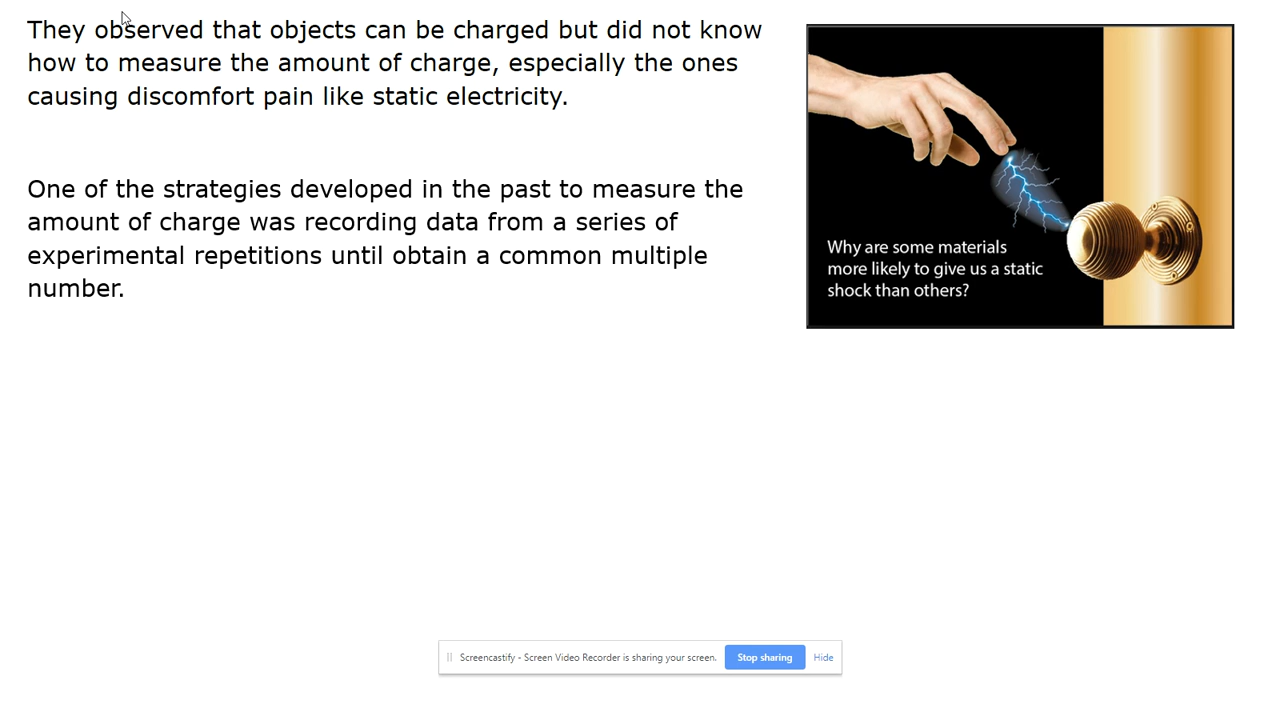 They observed that objects can be charged but did not know
how to measure the amount of charge, especially the ones
causing discomfort pain like static electricity.
One of the strategies developed in the past to measure the
amount of charge was recording data from a series of
experimental repetitions until obtain a common multiple
number.
Why are some materials
more likely to give us a static
shock than others?
Screencastify - Screen Video Recorder is sharing your screen. Stop sharing Hide